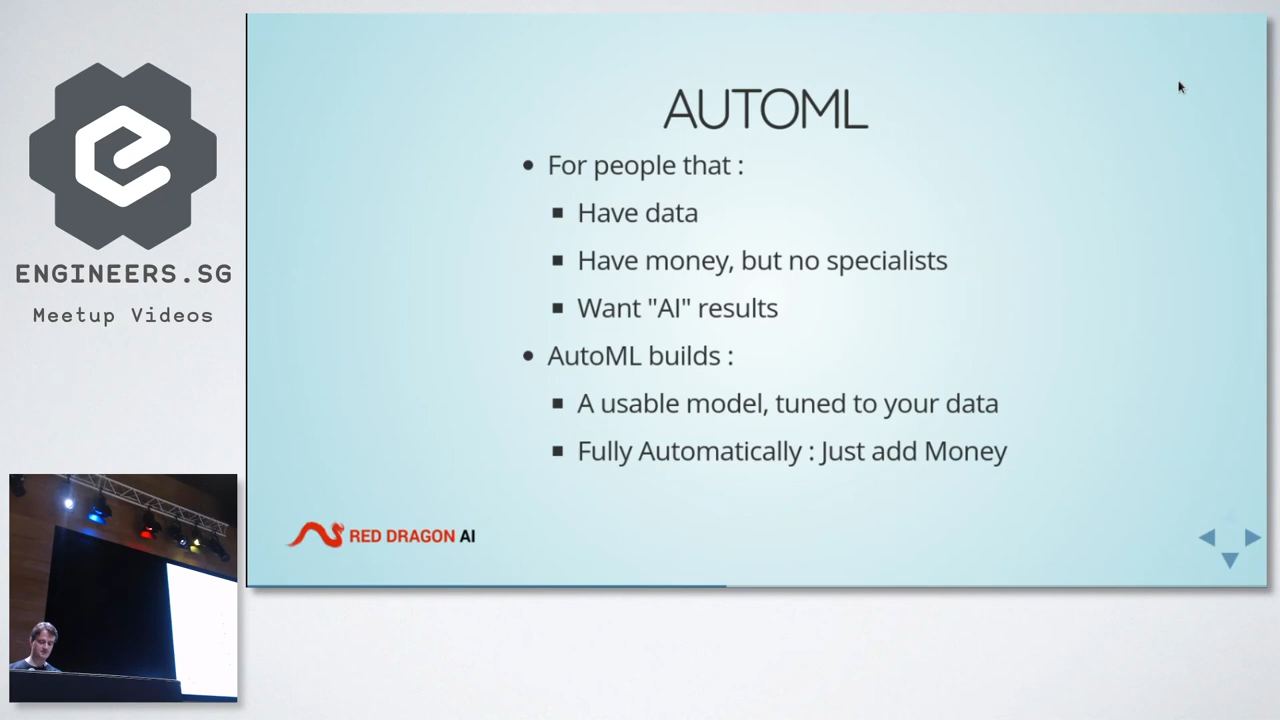 ENGINEERS.SG
Meetup Videos
AUTOML
For people that :
Have data
Have money, but no specialists
Want "AI" results
AutoML builds :
A usable model, tuned to your data
Fully Automatically : Just add Money
RED DRAGON AI